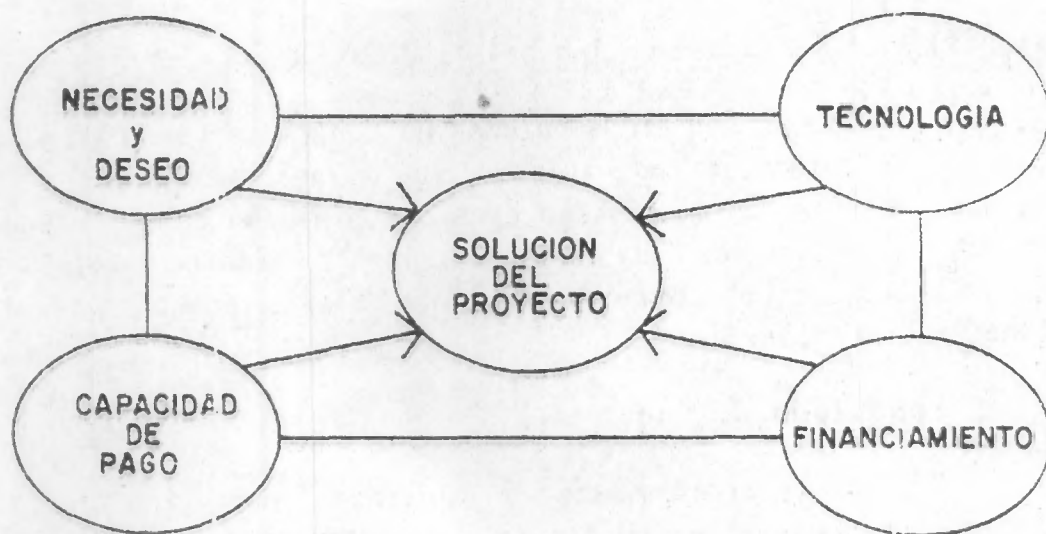 NECESIDAD
y
DESEO
TECNOLOGIA
SOLUCION
DEL
PROYECTO
CAPACIDAD
DE
PAGO
FINANCIAMIENTO